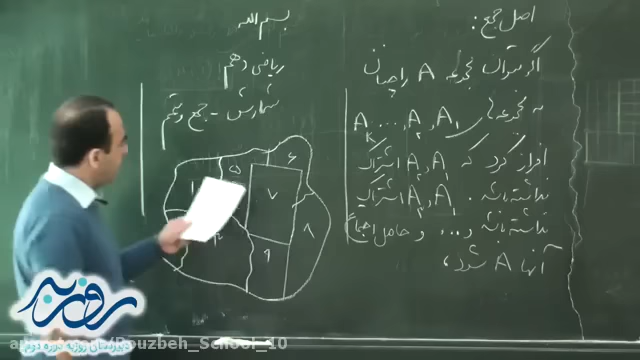 بسم الله
ریاضی دهم
شمارش - جمع و تم
اصل جمع :
اگر بتوان مجموعه A را چنان
به مجموعه های A₁ , A₂ , ... Aₖ
افراز کرد که A₁ , A₂ اشتراک
نداشته باشند . A₁ A₂ اشتراک
نداشته باشند و ... و حاصل اجتماع
آنها A شود ،
۱
۵
۶
۷
۸
۹
روزبه
دبیرستان روزبه دوره دوم
Rouzbeh_School_10